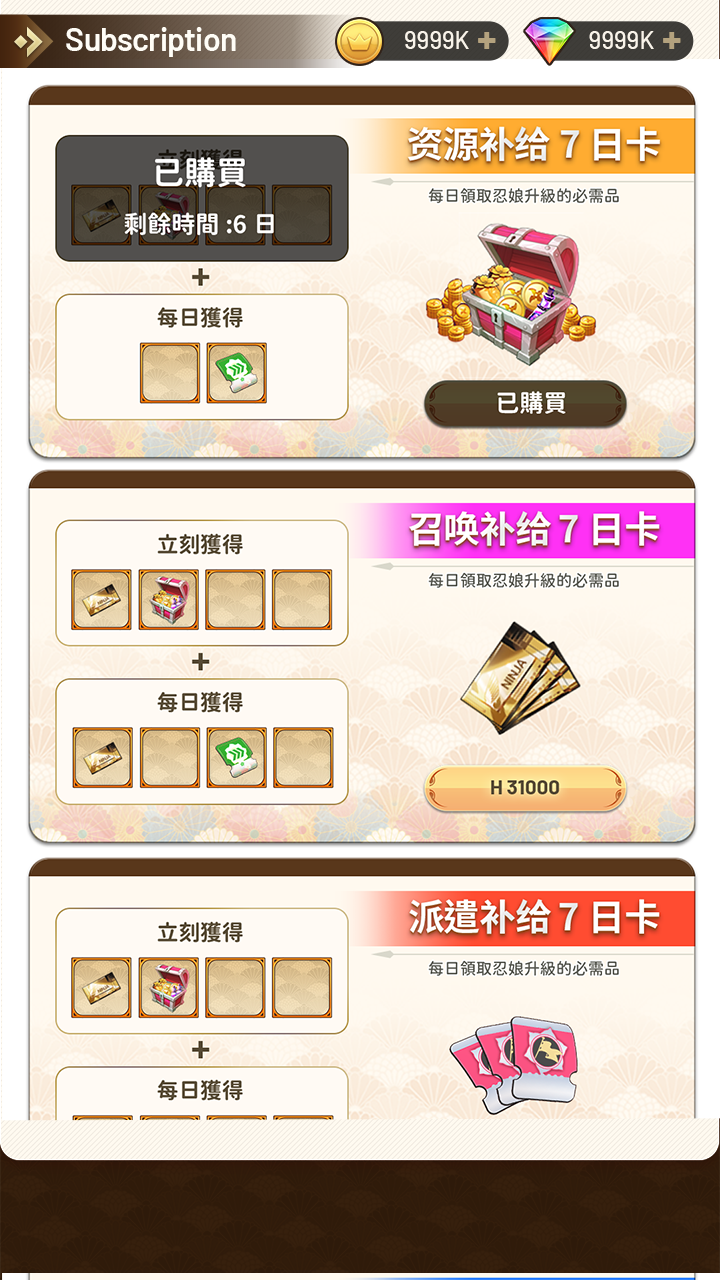 Subscription
9999K
9999K
资源补给 7 日卡
每日領取忍娘升級的必需品
立刻獲得
已購買
剩餘時間 :6 日
+
每日獲得
已購買
召唤补给 7 日卡
每日領取忍娘升級的必需品
立刻獲得
+
每日獲得
NINJA
H 31000
派遣补给 7 日卡
每日領取忍娘升級的必需品
立刻獲得
+
每日獲得